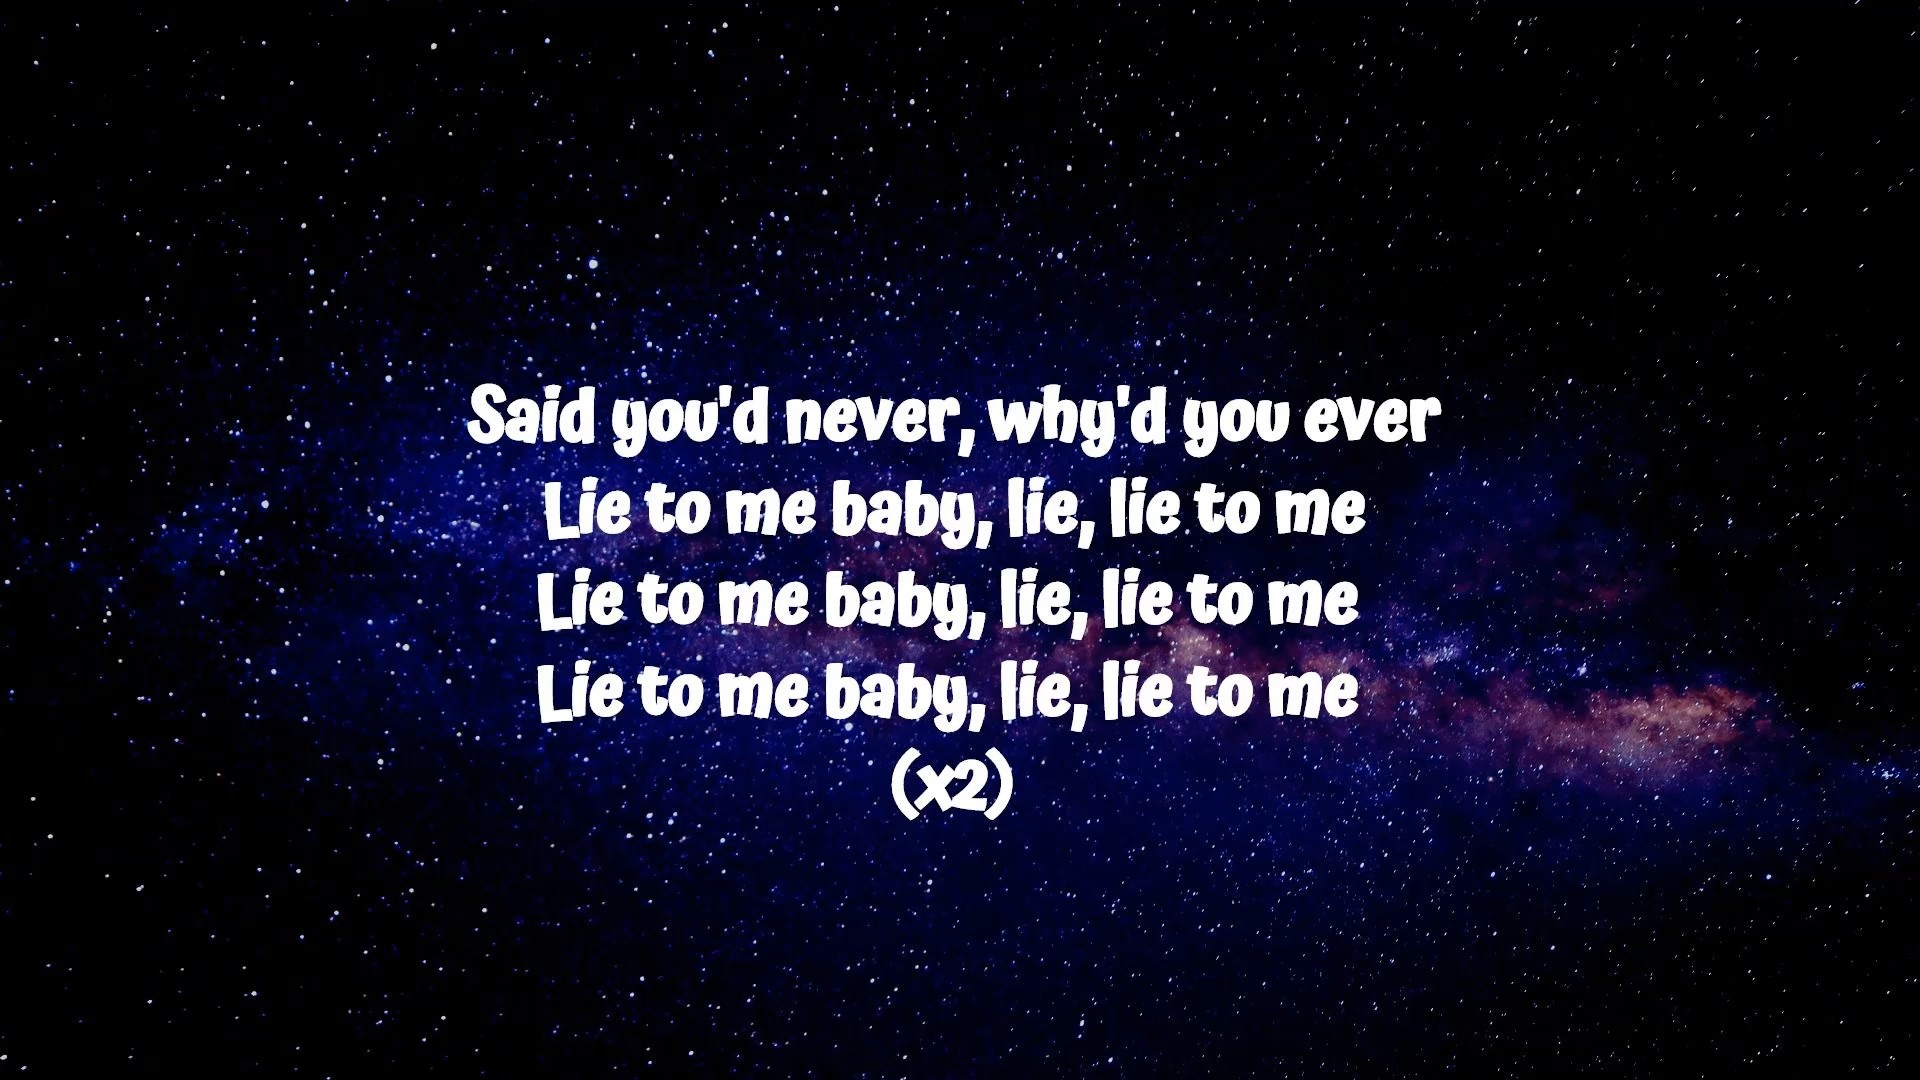 Said you'd never, why'd you ever
Lie to me baby, lie, lie to me
Lie to me baby, lie, lie to me
Lie to me baby, lie, lie to me
(x2)